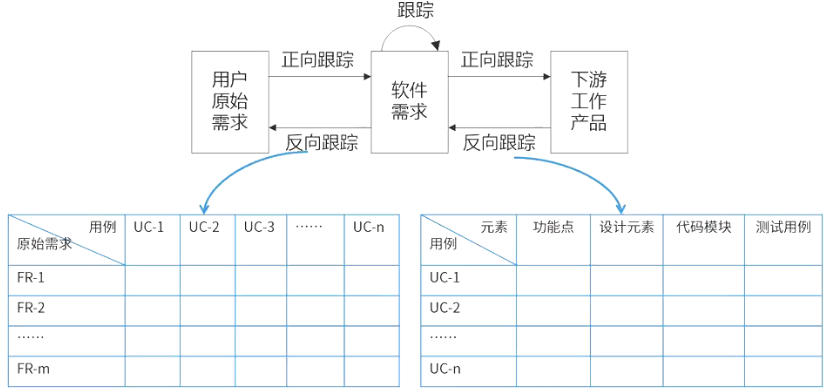 跟踪
正向跟踪
正向跟踪
用户
原始
需求
软件
需求
下游
工作
产品
反向跟踪
反向跟踪
用例 UC-1 UC-2 UC-3 …… UC-n
原始需求
FR-1
FR-2
……
FR-m
元素 功能点 设计元素 代码模块 测试用例
用例
UC-1
UC-2
……
UC-n